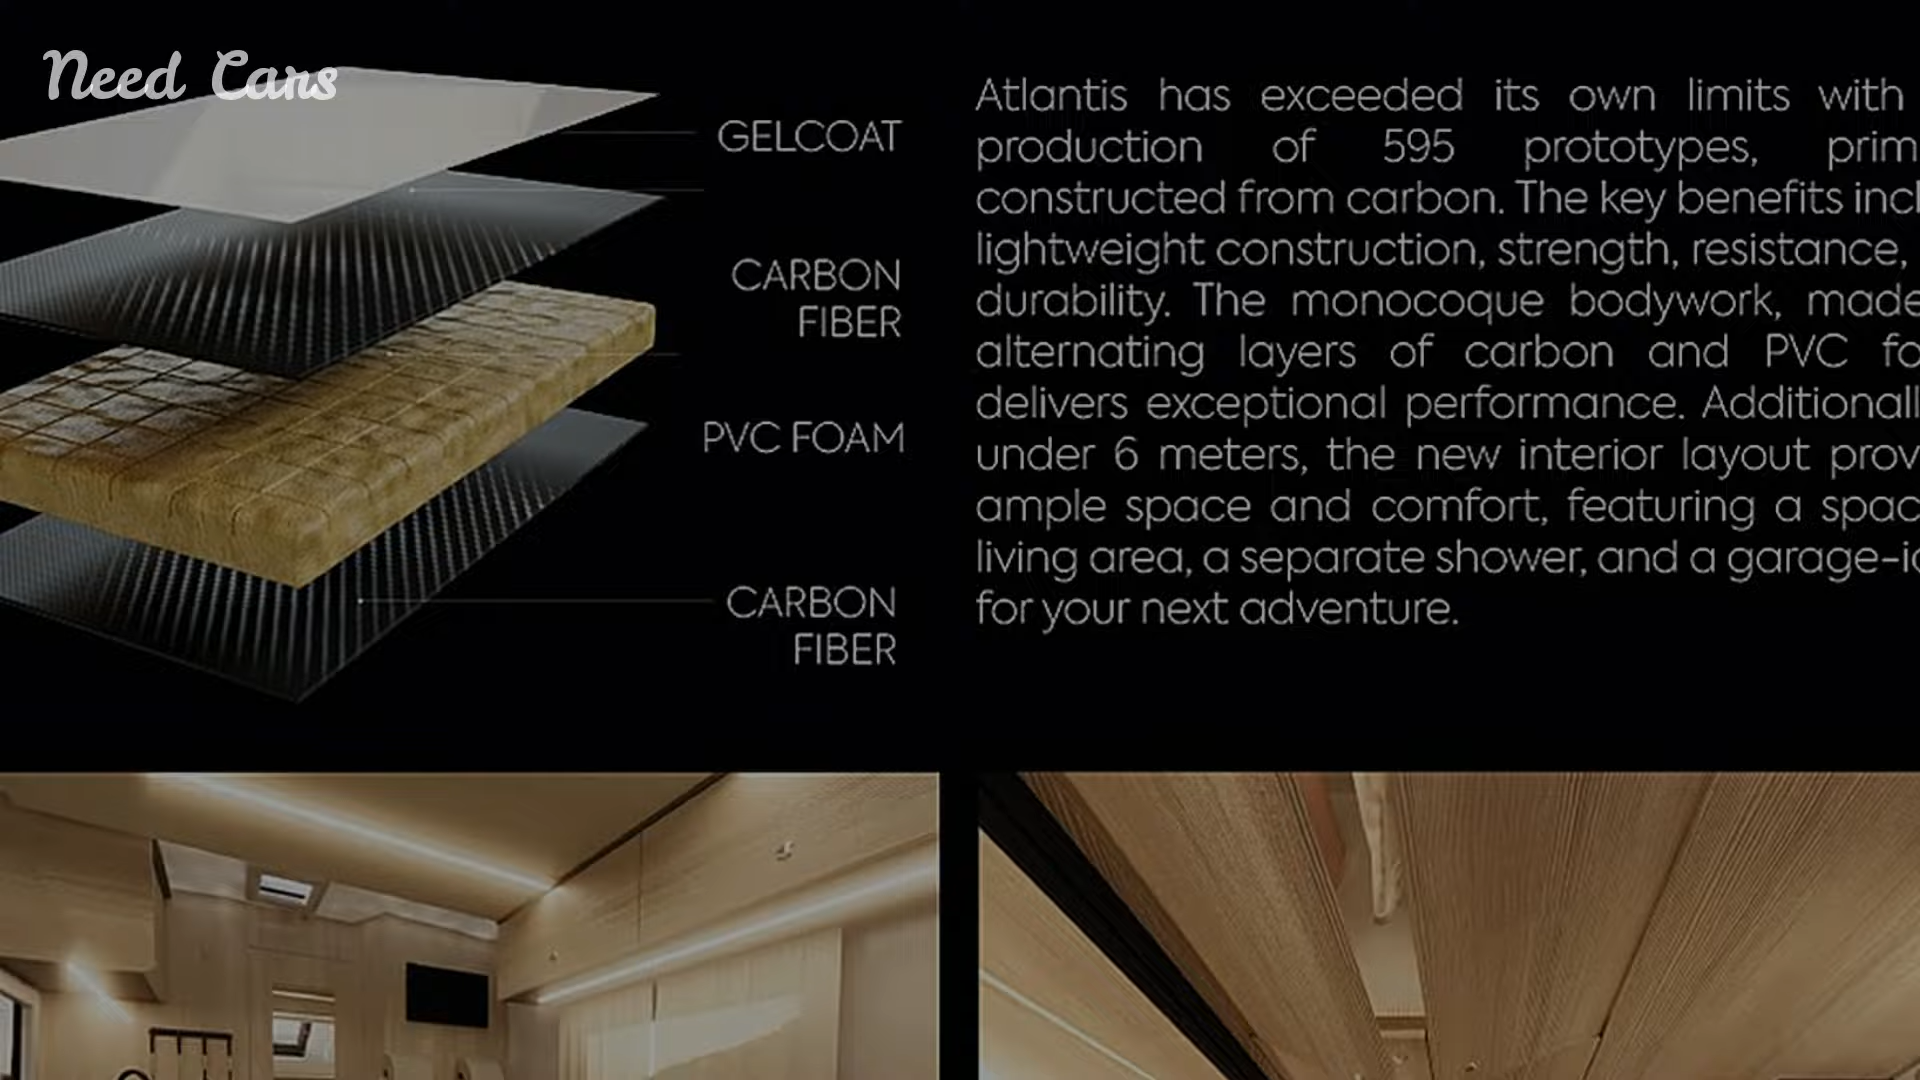 Need Cars
GELCOAT
CARBON
FIBER
PVC FOAM
CARBON
FIBER
Atlantis has exceeded its own limits with
production of 595 prototypes,
constructed from carbon. The key benefits
lightweight construction, strength, resistance,
durability. The monocoque bodywork, made
alternating layers of carbon and PVC
delivers exceptional performance.
under 6 meters, the new interior layout
ample space and comfort, featuring a
living area, a separate shower, and a
for your next adventure.